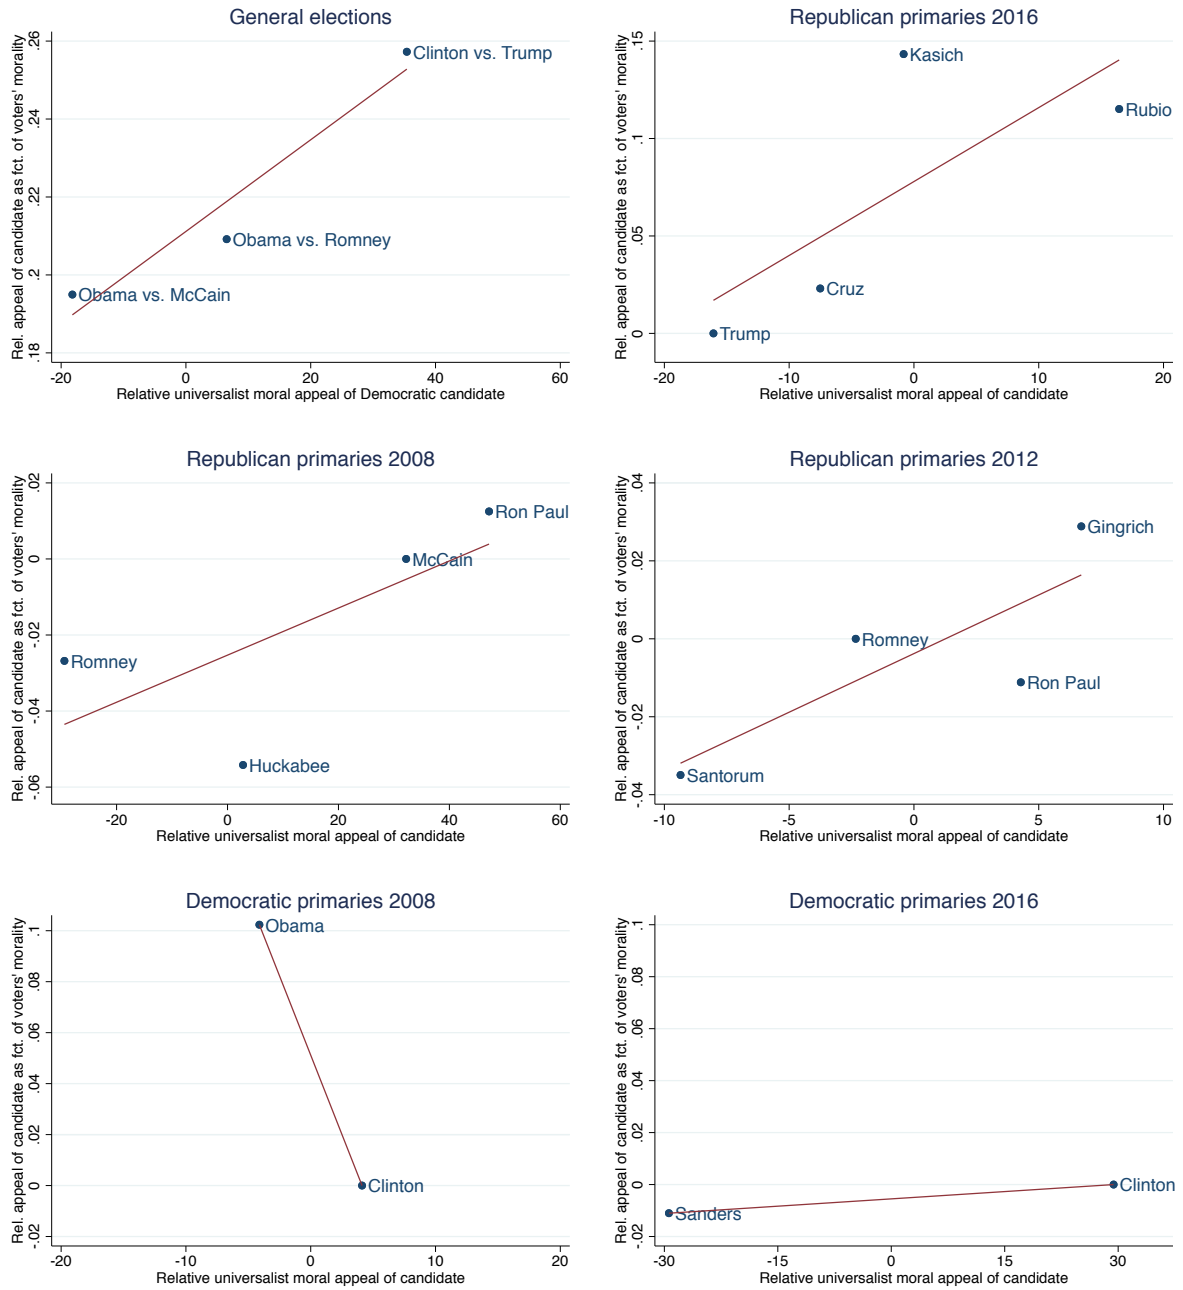 General elections
Rel. appeal of candidate as fct. of voters' morality
.26
.24
.22
.2
.18
Clinton vs. Trump
Obama vs. Romney
Obama vs. McCain
-20 0 20 40 60
Relative universalist moral appeal of Democratic candidate
Republican primaries 2016
Rel. appeal of candidate as fct. of voters' morality
.15
.1
.05
0
Kasich
Rubio
Cruz
Trump
-20 -10 0 10 20
Relative universalist moral appeal of candidate
Republican primaries 2008
Rel. appeal of candidate as fct. of voters' morality
.02
0
-.02
-.04
-.06
Ron Paul
McCain
Romney
Huckabee
-20 0 20 40 60
Relative universalist moral appeal of candidate
Republican primaries 2012
Rel. appeal of candidate as fct. of voters' morality
.04
.02
0
-.02
-.04
Gingrich
Romney
Ron Paul
Santorum
-10 -5 0 5 10
Relative universalist moral appeal of candidate
Democratic primaries 2008
Rel. appeal of candidate as fct. of voters' morality
.1
.08
.06
.04
.02
0
-.02
Obama
Clinton
-20 -10 0 10 20
Relative universalist moral appeal of candidate
Democratic primaries 2016
Rel. appeal of candidate as fct. of voters' morality
.1
.08
.06
.04
.02
0
-.02
Clinton
Sanders
-30 -15 0 15 30
Relative universalist moral appeal of candidate